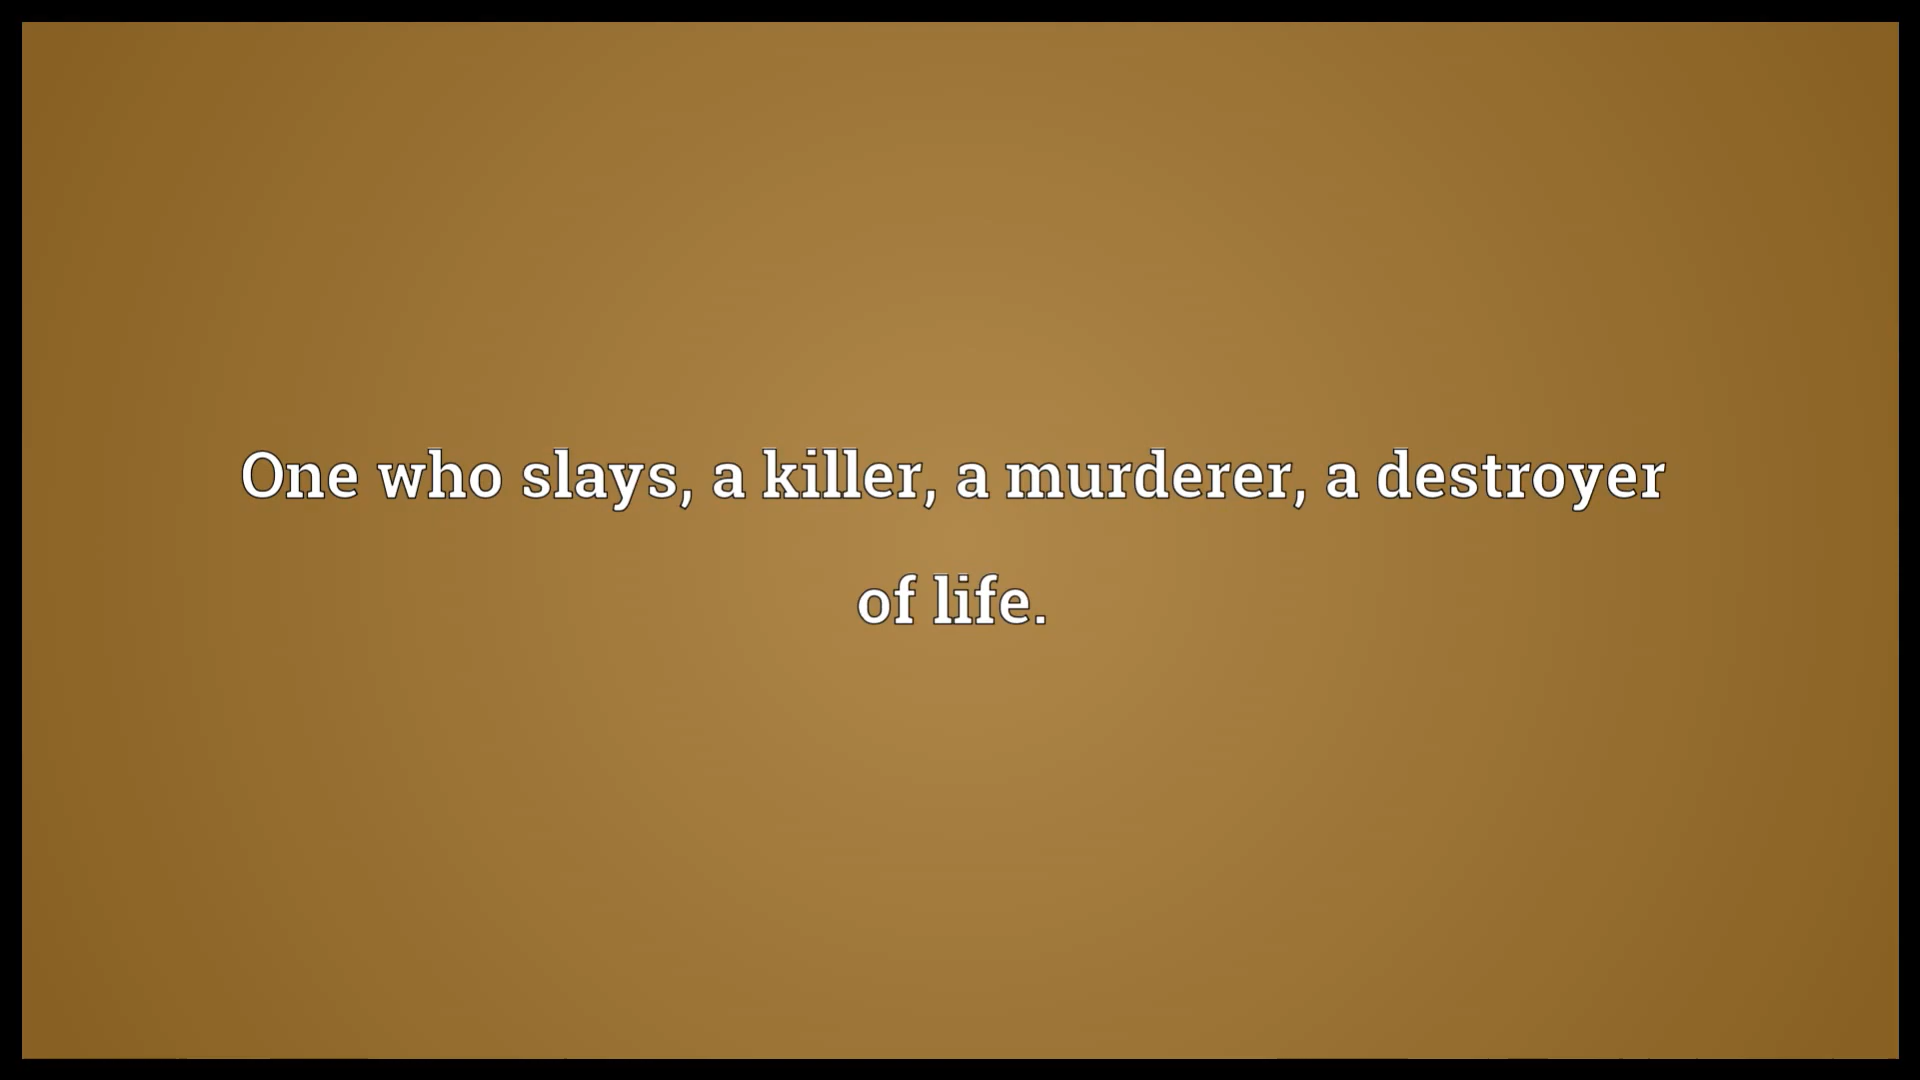 One who slays, a killer, a murderer, a destroyer
of life.